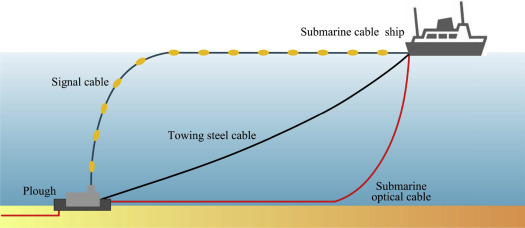 Submarine cable ship
Signal cable
Towing steel cable
Plough
Submarine
optical cable